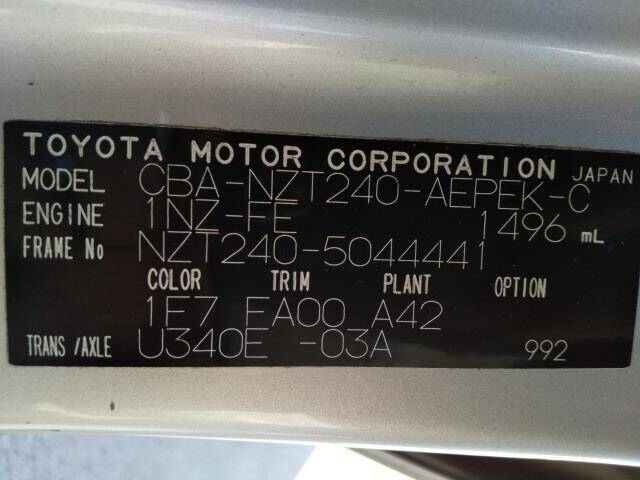 TOYOTA MOTOR CORPORATION JAPAN
MODEL CBA-NZT240-AEPEK-C
ENGINE 1NZ-FE 1496 mL
FRAME No NZT240-5044441
COLOR TRIM PLANT OPTION
1F7 FA00 A42
TRANS /AXLE U340E -03A 992